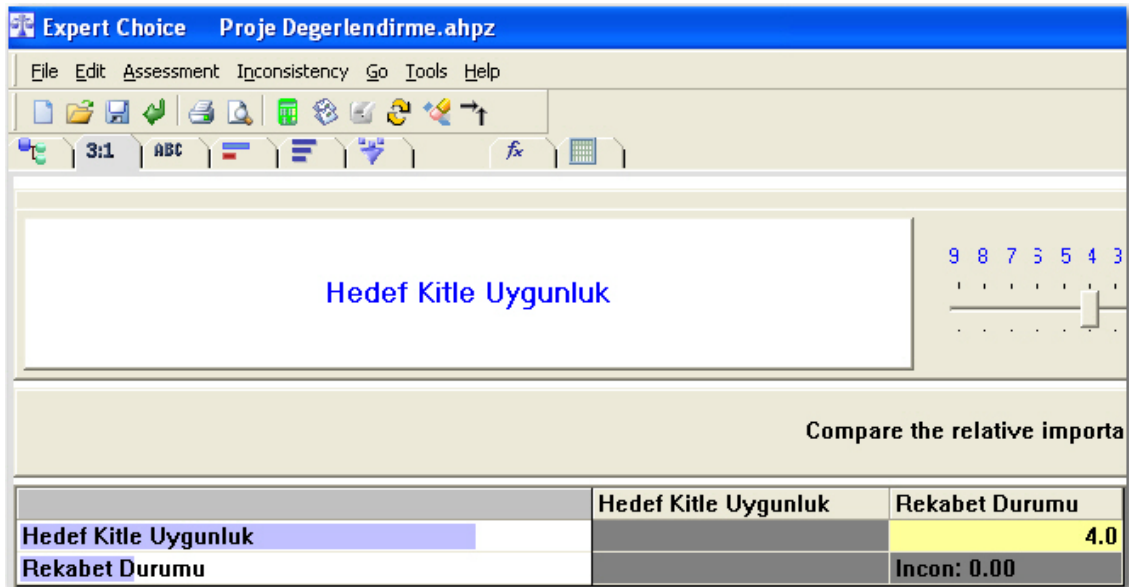 Expert Choice Proje Degerlendirme.ahpz
File Edit Assessment Inconsistency Go Tools Help
3:1 ABC fx
Hedef Kitle Uygunluk
9 8 7 6 5 4 3
Compare the relative importa
Hedef Kitle Uygunluk Rekabet Durumu
Hedef Kitle Uygunluk 4.0
Rekabet Durumu Incon: 0.00